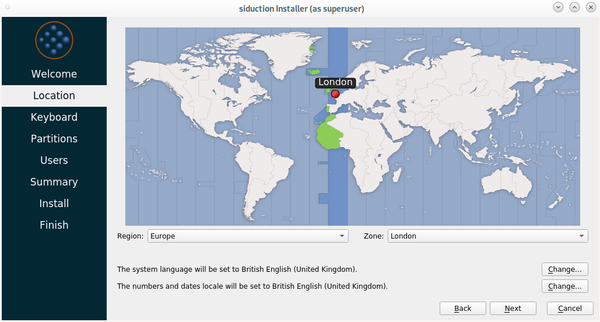 siduction Installer (as superuser)
Welcome
Location
Keyboard
Partitions
Users
Summary
Install
Finish
London
Region: Europe Zone: London
The system language will be set to British English (United Kingdom). Change...
The numbers and dates locale will be set to British English (United Kingdom). Change...
Back Next Cancel